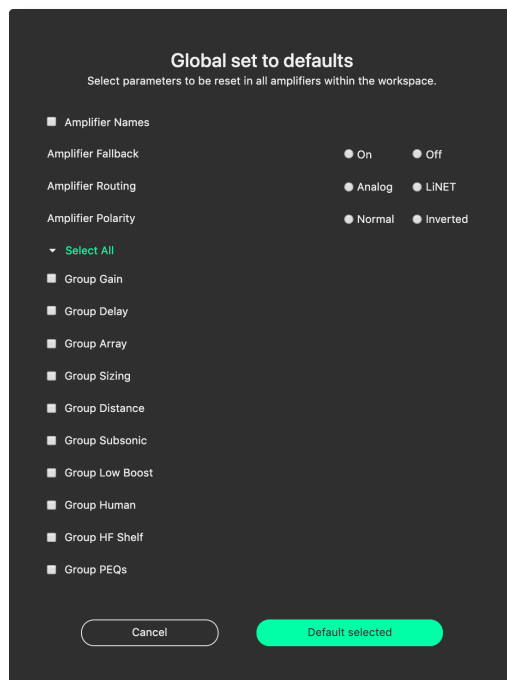 Global set to defaults
Select parameters to be reset in all amplifiers within the workspace.
Amplifier Names
Amplifier Fallback On Off
Amplifier Routing Analog LiNET
Amplifier Polarity Normal Inverted
Select All
Group Gain
Group Delay
Group Array
Group Sizing
Group Distance
Group Subsonic
Group Low Boost
Group Human
Group HF Shelf
Group PEQs
Cancel Default selected